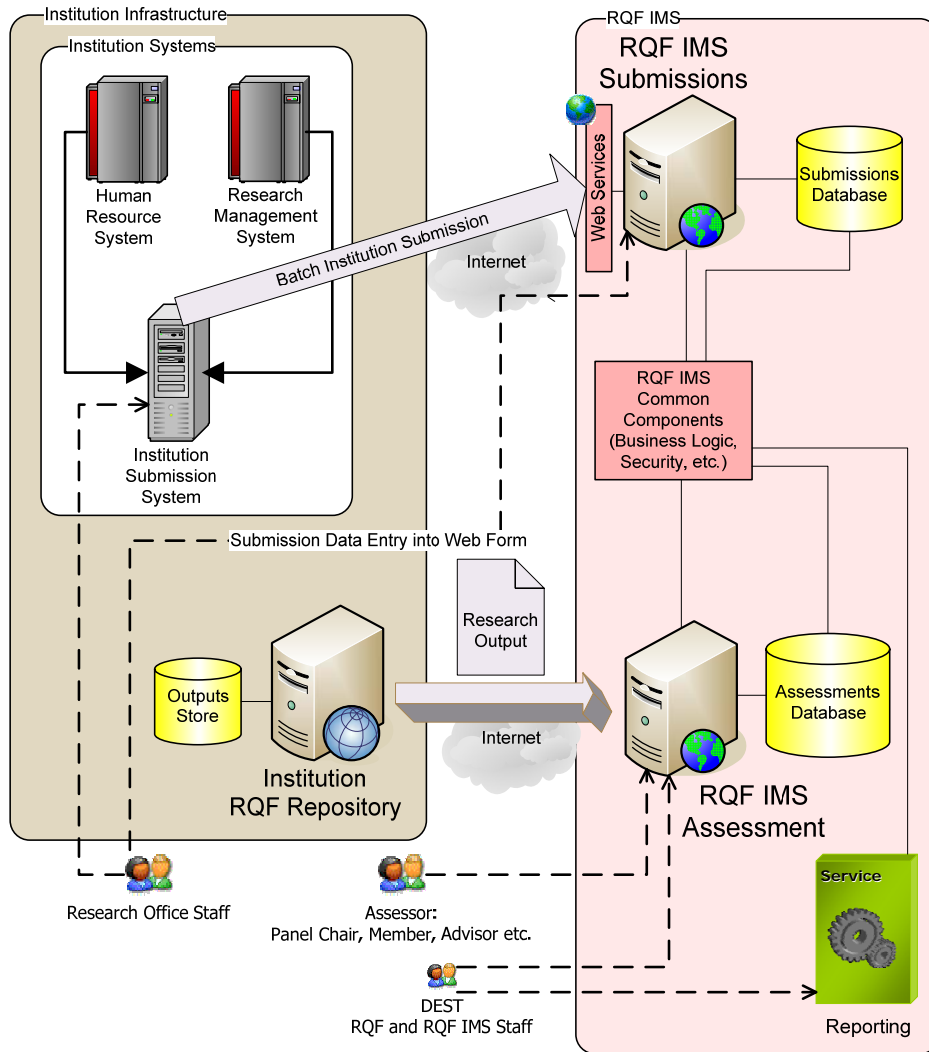 Institution Infrastructure
Institution Systems
Human
Resource
System
Research
Management
System
Batch Institution Submission
Internet
Institution
Submission
System
RQF IMS
RQF IMS
Submissions
Web Services
Submissions
Database
RQF IMS
Common
Components
(Business Logic,
Security, etc.)
Submission Data Entry into Web Form
Research
Output
Outputs
Store
Institution
RQF Repository
Internet
Assessments
Database
RQF IMS
Assessment
Research Office Staff
Assessor:
Panel Chair, Member, Advisor etc.
DEST
RQF and RQF IMS Staff
Service
Reporting